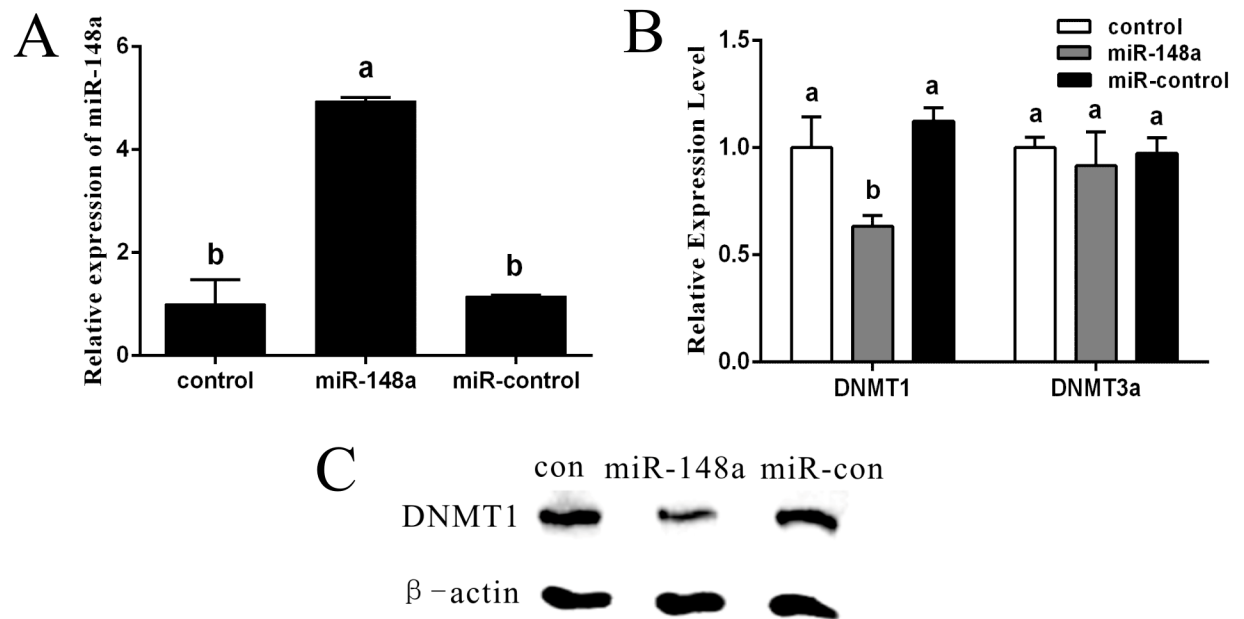 A
Relative expression of miR-148a
6
4
2
0
b
a
b
control
miR-148a
miR-control
B
control
miR-148a
miR-control
Relative Expression Level
1.5
1.0
0.5
0.0
a
b
a
a
a
a
DNMT1
DNMT3a
C
con miR-148a miR-con
DNMT1
β-actin